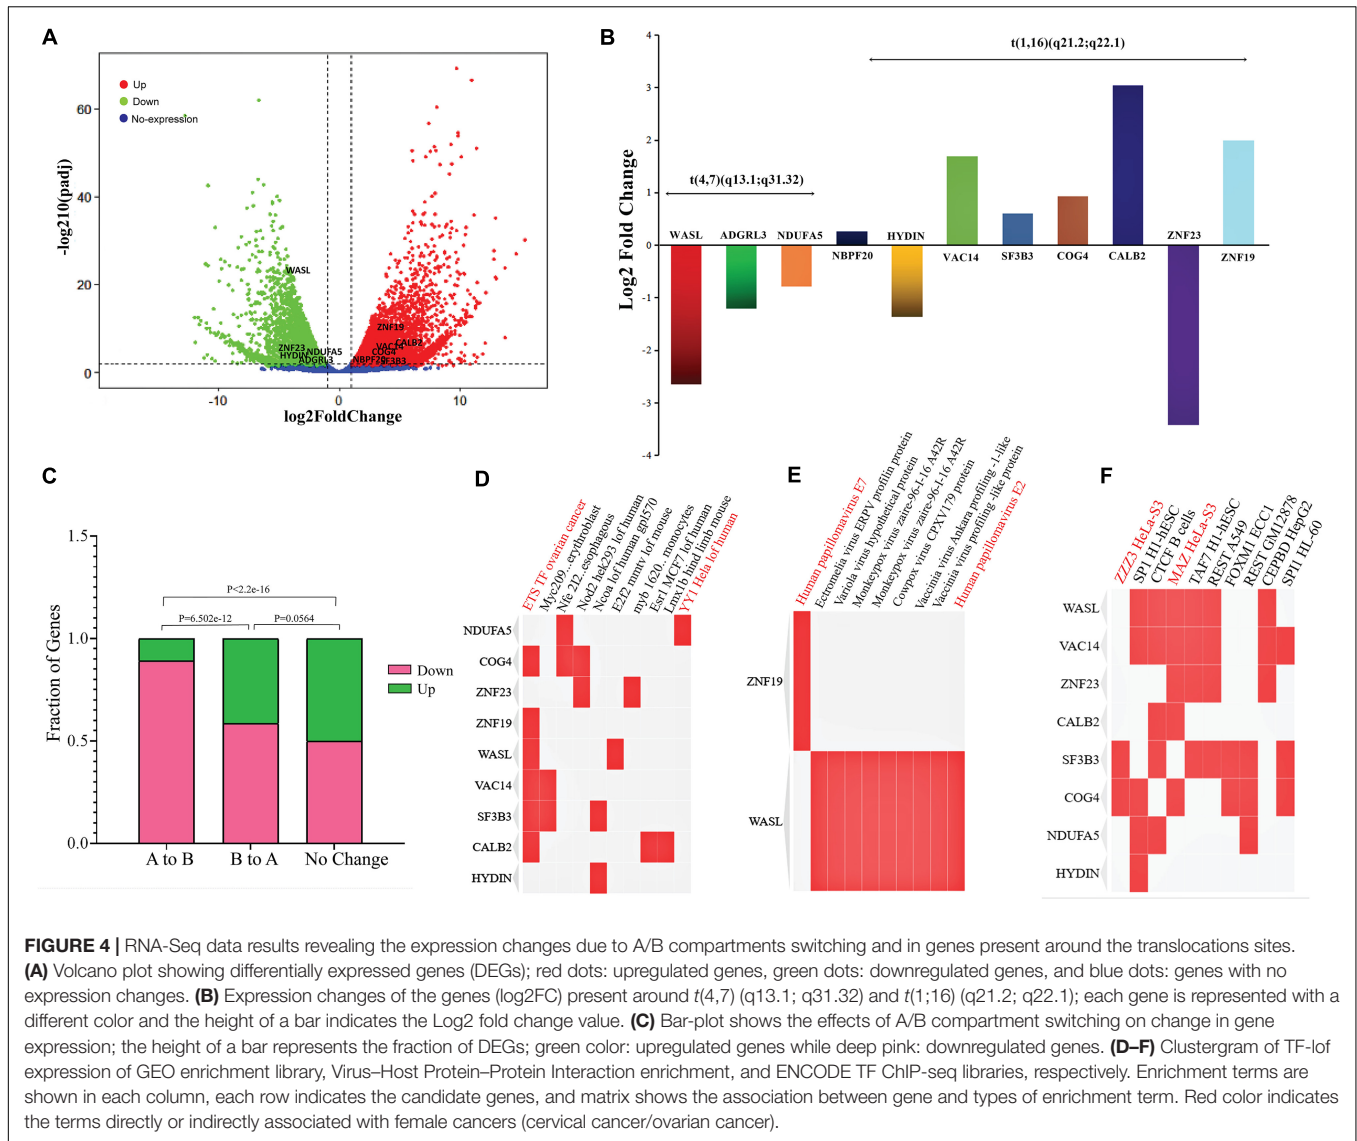 A
Up
Down
No-expression
-log210(padj)
60
40
20
0
-10
0
10
log2FoldChange
WASL
ZNF19
CALB2
VAC14
COG4
ZNF23
NDUFA5
HYDIN
ADGRL3
NBPF20
SF3B3
B
4
3
2
1
0
-1
-2
-3
-4
Log2 Fold Change
t(1,16)(q21.2;q22.1)
t(4,7)(q13.1;q31.32)
WASL
ADGRL3
NDUFA5
NBPF20
HYDIN
VAC14
SF3B3
COG4
CALB2
ZNF23
ZNF19
C
1.5
1.0
0.5
0.0
Fraction of Genes
P<2.2e-16
P=6.502e-12
P=0.0564
Down
Up
A to B
B to A
No Change
D
ETS TF ovarian cancer
Myc209...erythroblast
Nfe 2l2..esophagous
Nod2 hek293 lof human
Ncoa lof human gpl570
E2f2 mmtv lof mouse
myb 1620.. monocytes
Esr1 MCF7 lof human
Lmx1b hind limb mouse
YY1 Hela lof human
NDUFA5
COG4
ZNF23
ZNF19
WASL
VAC14
SF3B3
CALB2
HYDIN
E
Human papillomavirus E7
Ectromelia virus ERPV profilin protein
Variola virus hypothetical protein
Monkeypox virus zaire-96-I-16 A42R
Monkeypox virus zaire-96-I-16 A42R
Cowpox virus CPXV179 protein
Vaccinia virus Ankara profiling -1-like
Vaccinia virus profiling -like protein
Human papillomavirus E2
ZNF19
WASL
F
ZZZ3 HeLa-S3
SP1 H1-hESC
CTCF B cells
MAZ HeLa-S3
TAF7 H1-hESC
REST A549
FOXM1 ECC1
REST GM12878
CEPBD HepG2
SPI1 HL-60
WASL
VAC14
ZNF23
CALB2
SF3B3
COG4
NDUFA5
HYDIN
FIGURE 4 | RNA-Seq data results revealing the expression changes due to A/B compartments switching and in genes present around the translocations sites.
(A) Volcano plot showing differentially expressed genes (DEGs); red dots: upregulated genes, green dots: downregulated genes, and blue dots: genes with no
expression changes. (B) Expression changes of the genes (log2FC) present around t(4,7) (q13.1; q31.32) and t(1;16) (q21.2; q22.1); each gene is represented with a
different color and the height of a bar indicates the Log2 fold change value. (C) Bar-plot shows the effects of A/B compartment switching on change in gene
expression; the height of a bar represents the fraction of DEGs; green color: upregulated genes while deep pink: downregulated genes. (D–F) Clustergram of TF-lof
expression of GEO enrichment library, Virus–Host Protein–Protein Interaction enrichment, and ENCODE TF ChIP-seq libraries, respectively. Enrichment terms are
shown in each column, each row indicates the candidate genes, and matrix shows the association between gene and types of enrichment term. Red color indicates
the terms directly or indirectly associated with female cancers (cervical cancer/ovarian cancer).